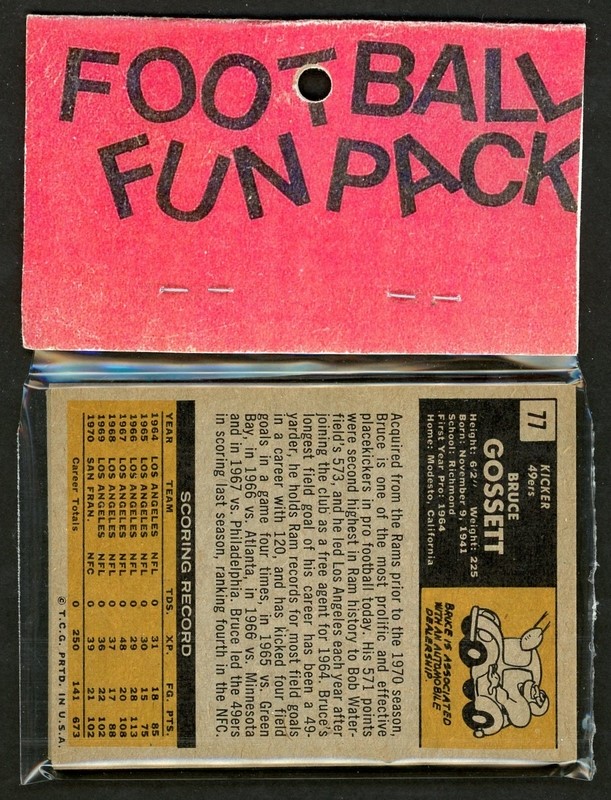 FOOTBALL
FUN PACK
77
KICKER
49ers
BRUCE
GOSSETT
Height: 6'2" Weight: 225
Born: November 9, 1941
School: Richmond
First Year Pro: 1964
Home: Modesto, California
BRUCE IS ASSOCIATED
WITH AN AUTOMOBILE
DEALERSHIP.
Acquired from the Rams prior to the 1970 season,
Bruce is one of the most prolific and effective
placekickers in pro football today. His 571 points
were second highest in Ram history to Bob Water-
field's 573, and he led Los Angeles each year after
joining the club as a free agent for 1964. Bruce's
longest field goal of his career has been a 49-
yarder, he holds Rams records for most field goals
in a career with 120, and has kicked four field
goals in a game four times, in 1965 vs. Green
Bay, in 1966 vs. Atlanta, in 1966 vs. Minnesota
and in 1967 vs. Philadelphia. Bruce led the 49ers
in scoring last season, ranking fourth in the NFC.
SCORING RECORD
YEAR TEAM TDS. XP. FG. PTS.
1964 LOS ANGELES NFL 0 31 18 85
1965 LOS ANGELES NFL 0 30 15 75
1966 LOS ANGELES NFL 0 29 28 113
1967 LOS ANGELES NFL 0 48 20 108
1968 LOS ANGELES NFL 0 37 17 88
1969 LOS ANGELES NFL 0 36 22 102
1970 SAN FRAN. NFC 0 39 21 102
Career Totals 0 250 141 673
© T.C.G. PRTD. IN U.S.A.